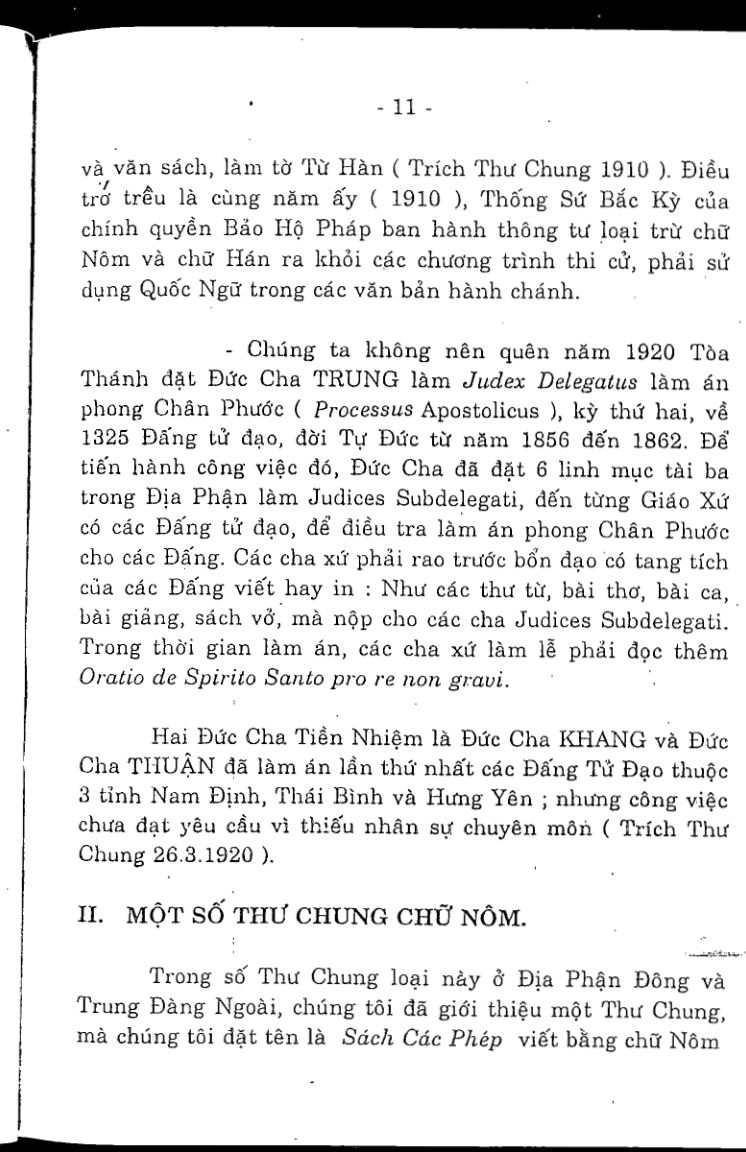 - 11 -
và văn sách, làm tờ Từ Hàn ( Trích Thư Chung 1910 ). Điều
trớ trêu là cùng năm ấy ( 1910 ), Thống Sứ Bắc Kỳ của
chính quyền Bảo Hộ Pháp ban hành thông tư loại trừ chữ
Nôm và chữ Hán ra khỏi các chương trình thi cử, phải sử
dụng Quốc Ngữ trong các văn bản hành chánh.
- Chúng ta không nên quên năm 1920 Tòa
Thánh đặt Đức Cha TRUNG làm Judex Delegatus làm án
phong Chân Phước ( Processus Apostolicus ), kỳ thứ hai, về
1325 Đấng tử đạo, đời Tự Đức từ năm 1856 đến 1862. Để
tiến hành công việc đó, Đức Cha đã đặt 6 linh mục tài ba
trong Địa Phận làm Judices Subdelegati, đến từng Giáo Xứ
có các Đấng tử đạo, để điều tra làm án phong Chân Phước
cho các Đấng. Các cha xứ phải rao trước bổn đạo có tang tích
của các Đấng viết hay in : Như các thư từ, bài thơ, bài ca,
bài giảng, sách vở, mà nộp cho các cha Judices Subdelegati.
Trong thời gian làm án, các cha xứ làm lễ phải đọc thêm
Oratio de Spirito Santo pro re non gravi.
Hai Đức Cha Tiền Nhiệm là Đức Cha KHANG và Đức
Cha THUẬN đã làm án lần thứ nhất các Đấng Tử Đạo thuộc
3 tỉnh Nam Định, Thái Bình và Hưng Yên ; nhưng công việc
chưa đạt yêu cầu vì thiếu nhân sự chuyên môn ( Trích Thư
Chung 26.3.1920 ).
II. MỘT SỐ THƯ CHUNG CHỮ NÔM.
Trong số Thư Chung loại này ở Địa Phận Đông và
Trung Đàng Ngoài, chúng tôi đã giới thiệu một Thư Chung,
mà chúng tôi đặt tên là Sách Các Phép viết bằng chữ Nôm